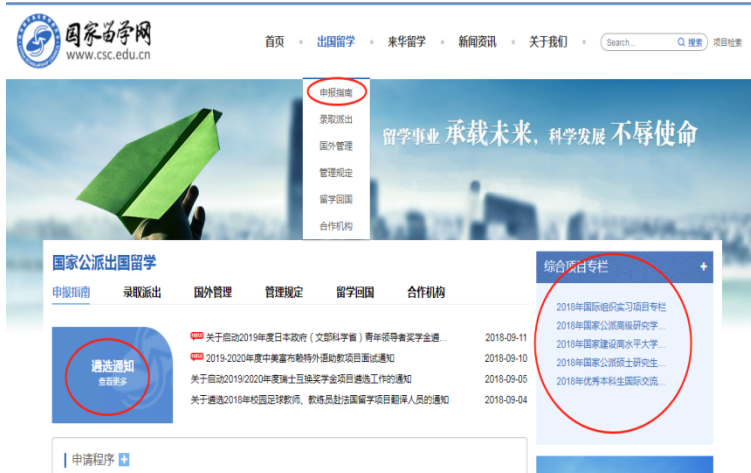 国家留学网
www.csc.edu.cn
首页 出国留学 来华留学 新闻资讯 关于我们 Search... 搜索 项目检索
申报指南
录取派出
国外管理
管理规定
留学回国
合作机构
留学事业 承载未来，科学发展 不辱使命
国家公派出国留学
申报指南 录取派出 国外管理 管理规定 留学回国 合作机构
遴选通知
查看更多
NEW 关于启动2019年度日本政府（文部科学省）青年领导者奖学金遴... 2018-09-11
NEW 2019-2020年度中美富布赖特外语助教项目面试通知 2018-09-10
关于启动2019/2020年度瑞士互换奖学金项目遴选工作的通知 2018-09-05
关于遴选2018年校园足球教师、教练员赴法国留学项目翻译人员的通知 2018-09-04
综合项目专栏 +
2018年国际组织实习项目专栏
2018年国家公派高级研究学...
2018年国家建设高水平大学...
2018年国家公派硕士研究生...
2018年优秀本科生国际交流...
申请程序 +